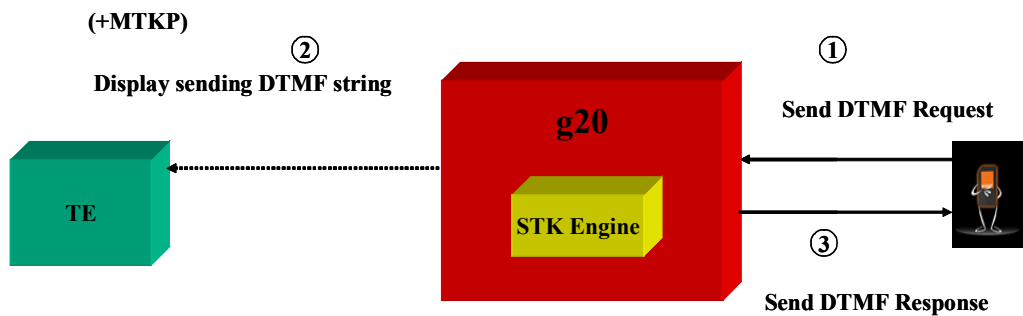 (+MTKP)
② ①
Display sending DTMF string
Send DTMF Request
g20
TE
STK Engine
③
Send DTMF Response